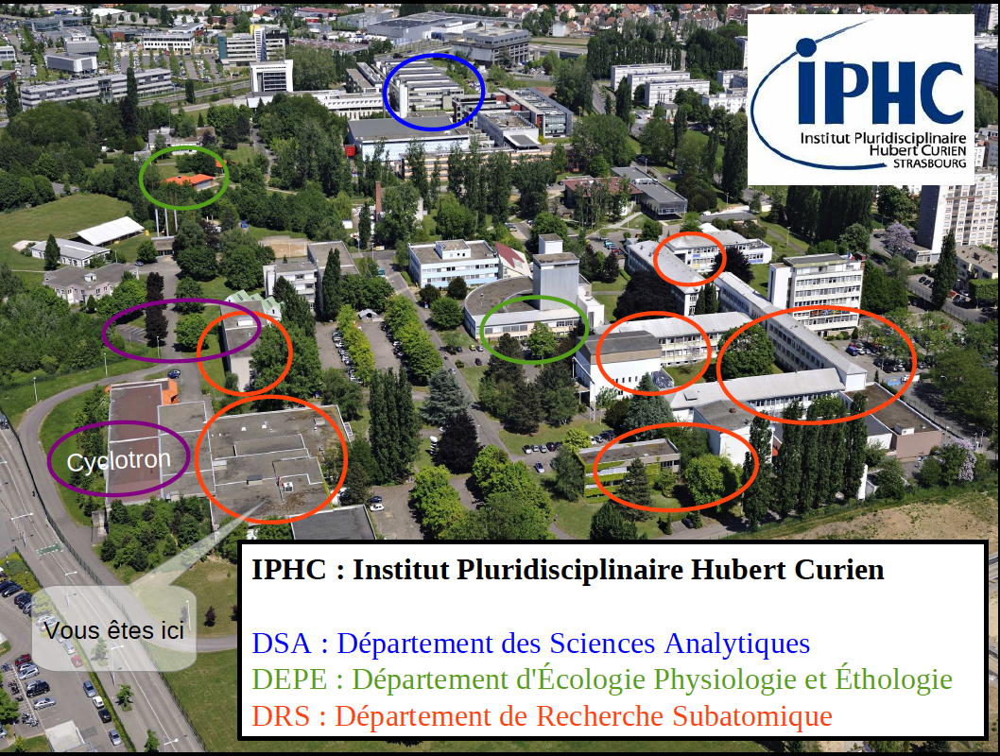 iPHC
Institut Pluridisciplinaire
Hubert CURIEN
STRASBOURG
Cyclotron
Vous êtes ici
IPHC : Institut Pluridisciplinaire Hubert Curien
DSA : Département des Sciences Analytiques
DEPE : Département d'Écologie Physiologie et Éthologie
DRS : Département de Recherche Subatomique